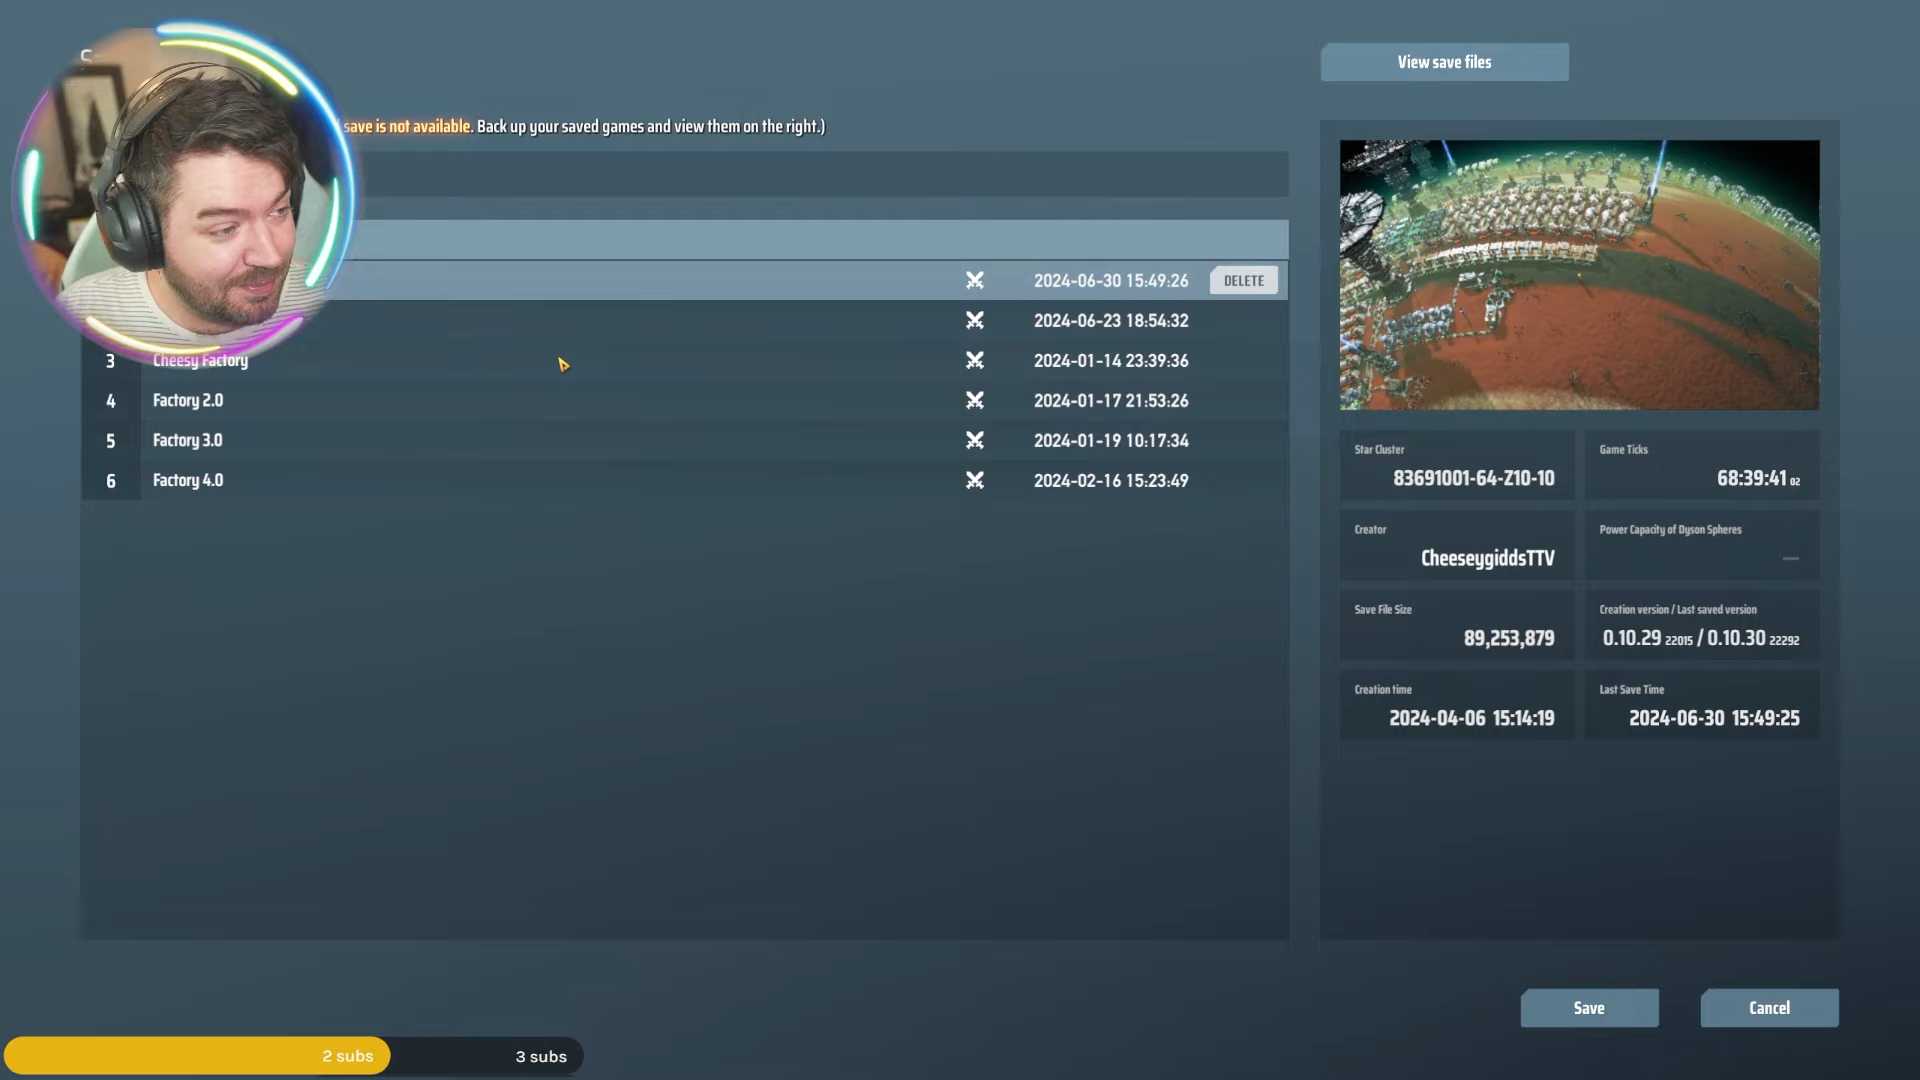 View save files
save is not available. Back up your saved games and view them on the right.)
2024-06-30 15:49:26 DELETE
2024-06-23 18:54:32
3 Cheesy Factory 2024-01-14 23:39:36
4 Factory 2.0 2024-01-17 21:53:26
5 Factory 3.0 2024-01-19 10:17:34
6 Factory 4.0 2024-02-16 15:23:49
Star Cluster
83691001-64-Z10-10
Game Ticks
68:39:41 02
Creator
CheeseygiddsTTV
Power Capacity of Dyson Spheres
—
Save File Size
89,253,879
Creation version / Last saved version
0.10.29 22015 / 0.10.30 22292
Creation time
2024-04-06 15:14:19
Last Save Time
2024-06-30 15:49:25
Save
Cancel
2 subs
3 subs